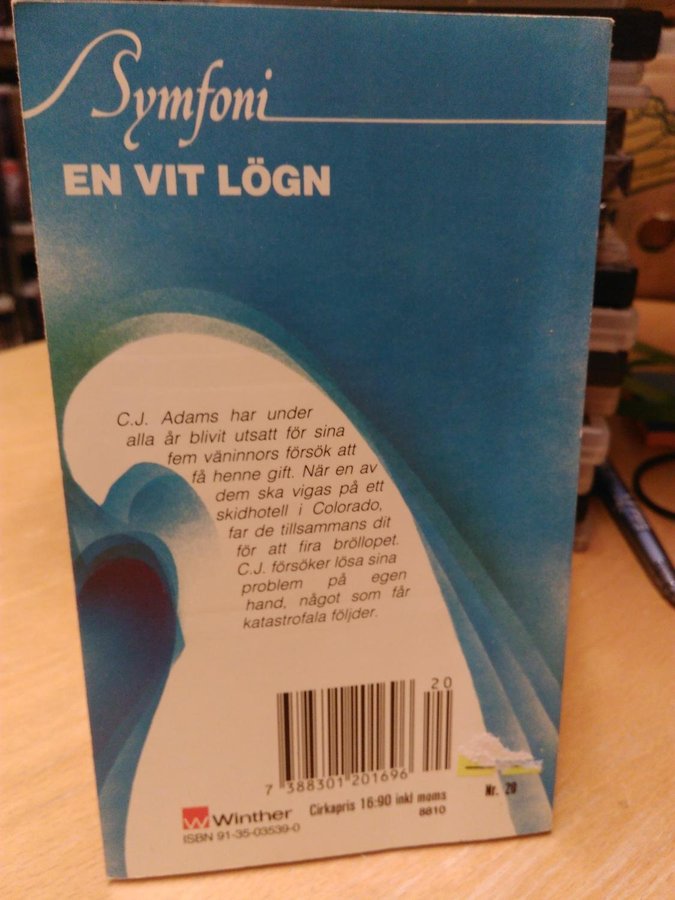 Symfoni
EN VIT LÖGN
C.J. Adams har under
alla år blivit utsatt för sina
fem väninnors försök att
få henne gift. När en av
dem ska vigas på ett
skidhotell i Colorado,
far de tillsammans dit
för att fira bröllopet.
C.J. försöker lösa sina
problem på egen
hand, något som får
katastrofala följder.
20
7 388301 201696
Winther
Cirkapris 16:90 inkl moms
Nr. 20
ISBN 91-35-03539-0
8810